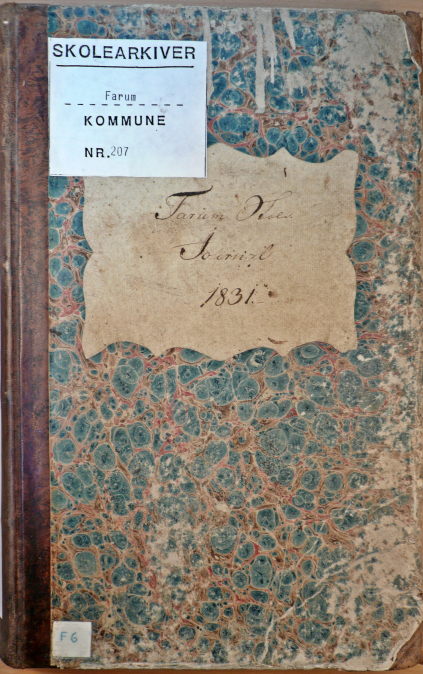 SKOLEARKIVER
Farum
KOMMUNE
NR. 207
Farum Skole
Journal
1831.
F6